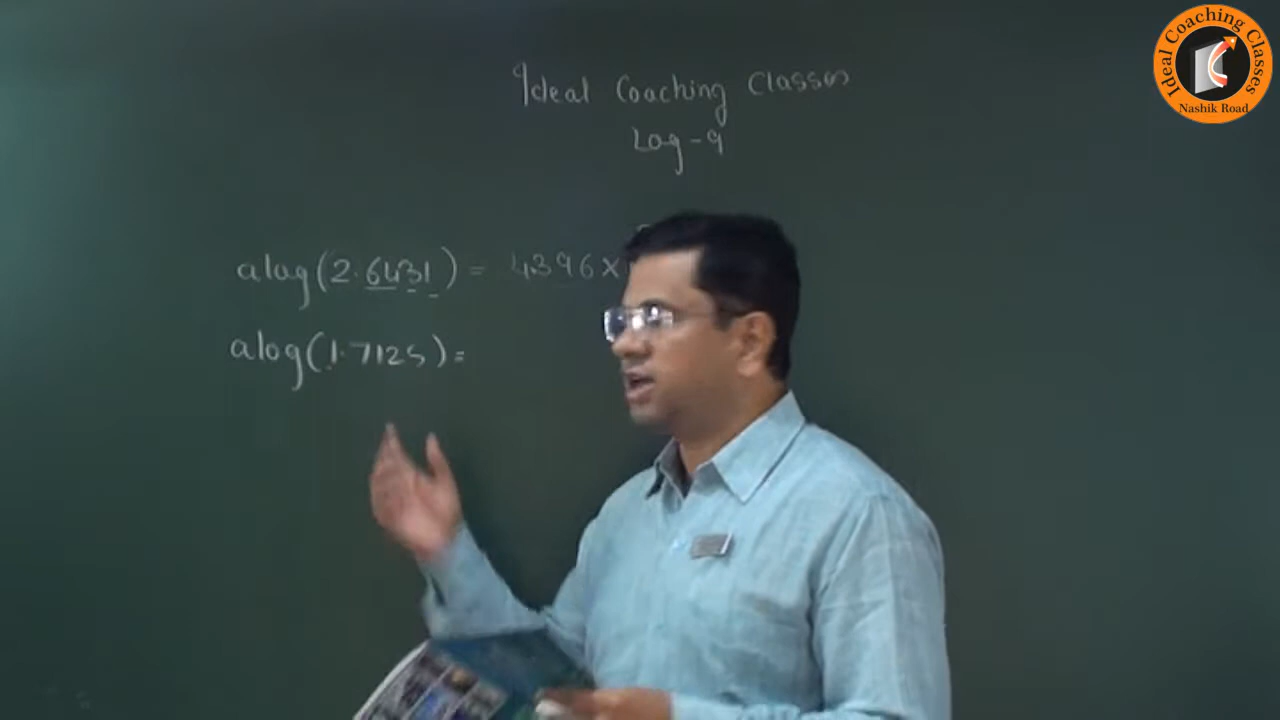 Ideal Coaching Classes
Log - 9
alog(2.6431) = 4396×
alog(1.7125) =
Ideal Coaching Classes
Nashik Road